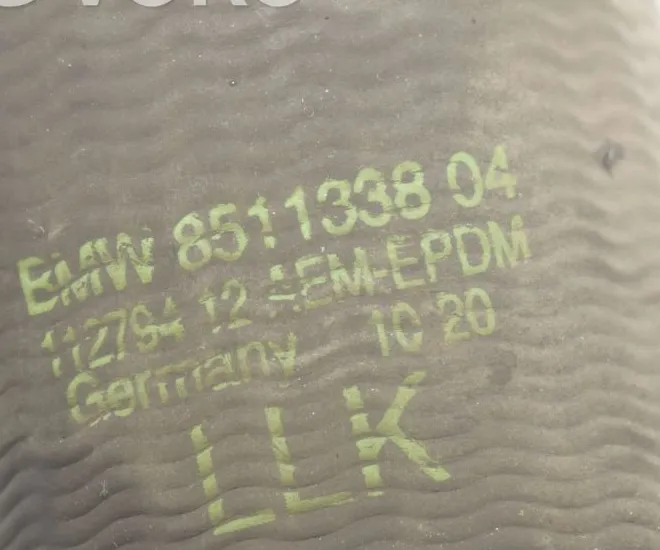 BMW 8511338 04
112794 12 AEM-EPDM
Germany 10 20
LLK